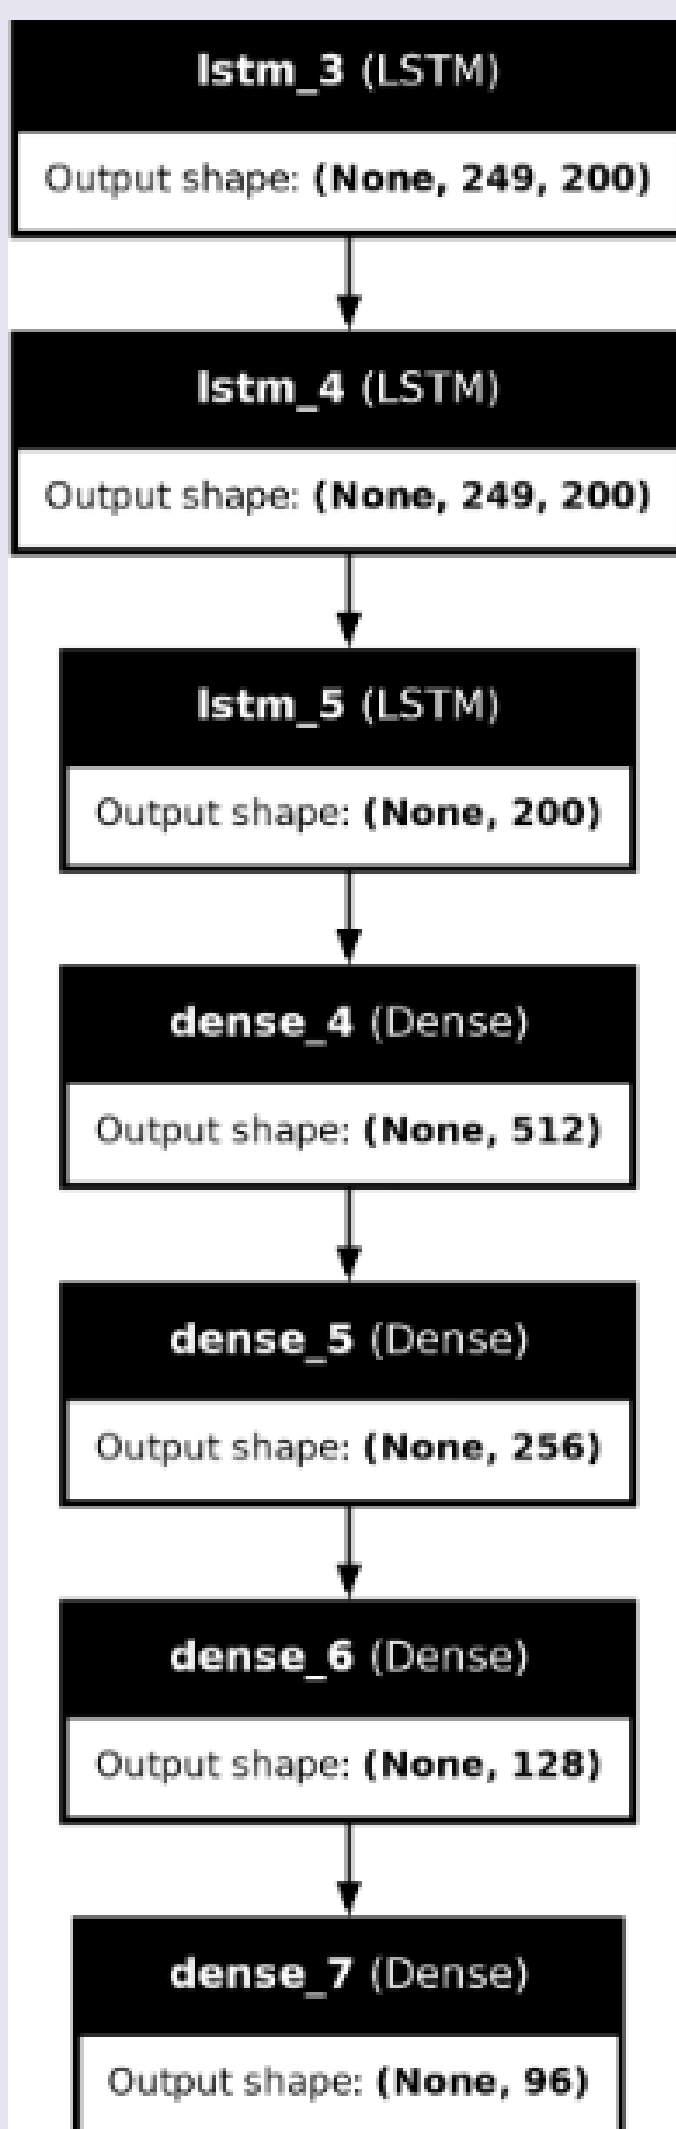 lstm_3 (LSTM)
Output shape: (None, 249, 200)
lstm_4 (LSTM)
Output shape: (None, 249, 200)
lstm_5 (LSTM)
Output shape: (None, 200)
dense_4 (Dense)
Output shape: (None, 512)
dense_5 (Dense)
Output shape: (None, 256)
dense_6 (Dense)
Output shape: (None, 128)
dense_7 (Dense)
Output shape: (None, 96)